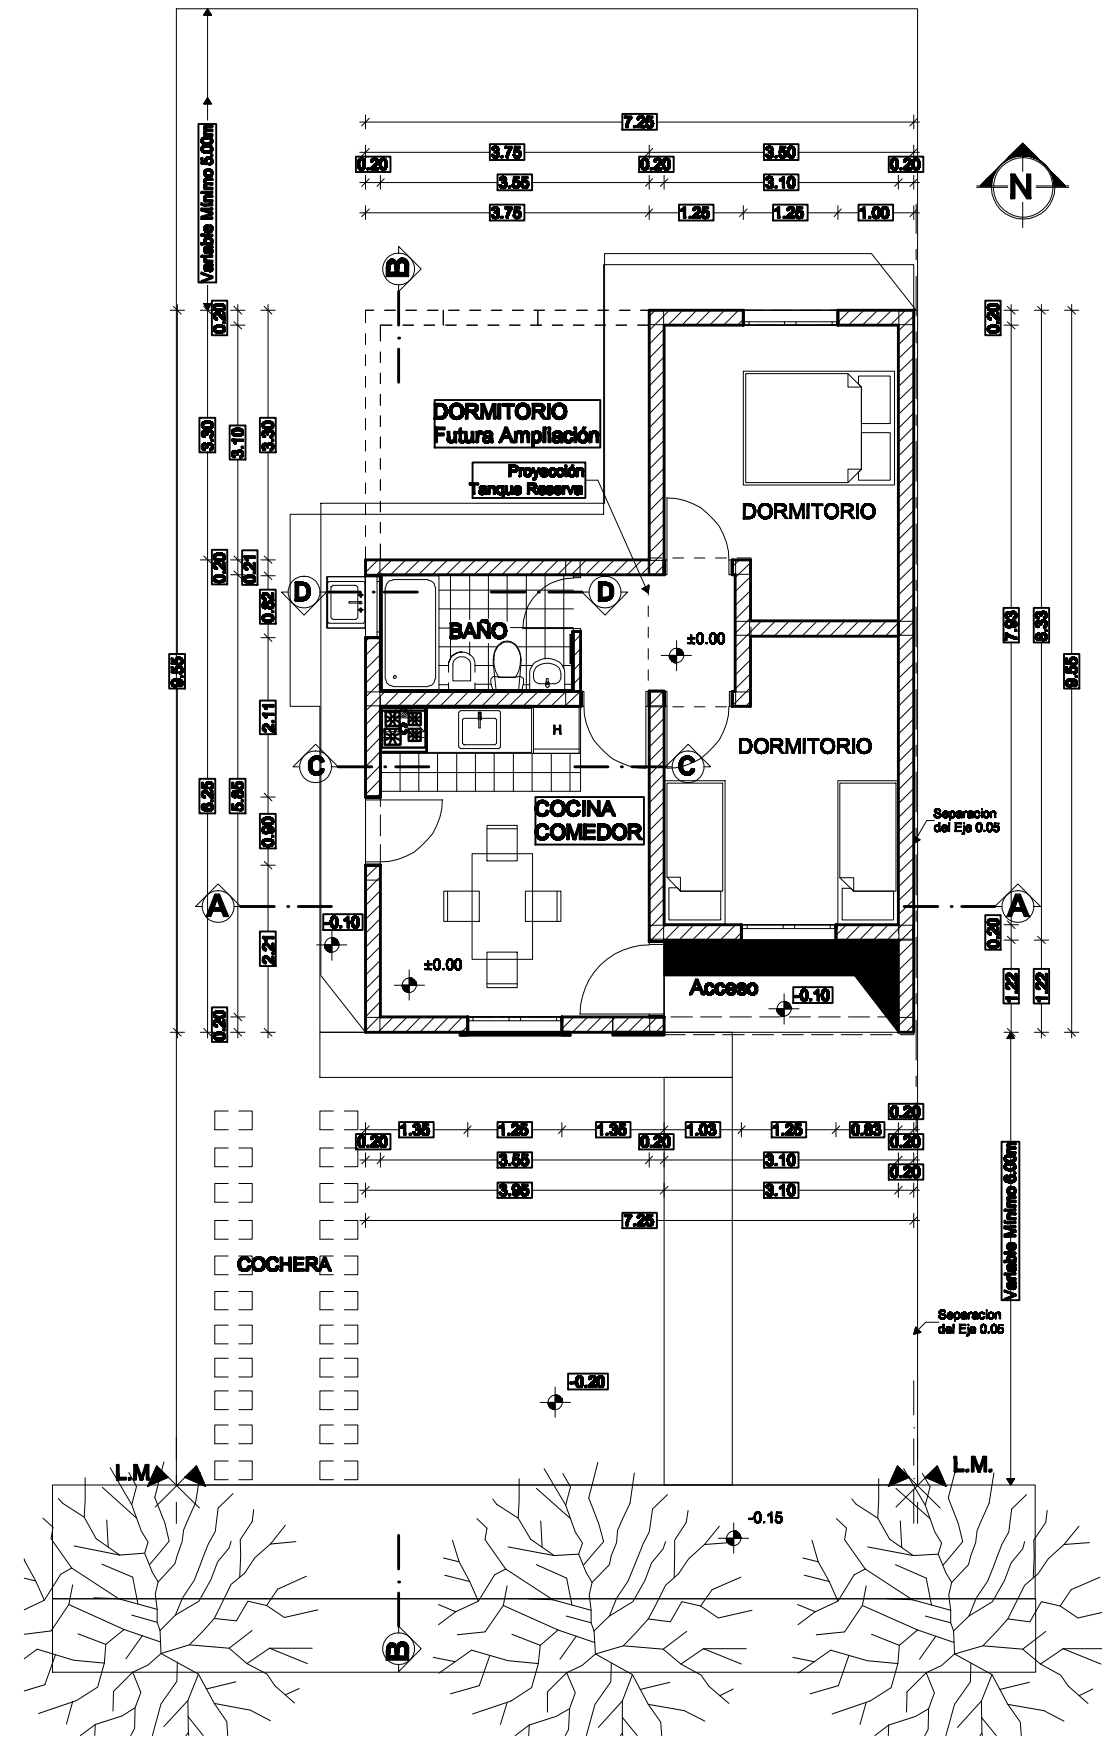 7.25
3.75
3.50
0.20
0.20
0.20
3.55
3.10
3.75
1.25
1.25
1.00
N
Variable Mínimo 5.00m
B
0.20
0.20
DORMITORIO
Futura Ampliación
Proyección
Tanque Reserva
DORMITORIO
3.30
3.10
3.30
0.20
0.21
D
D
0.82
BAÑO
±0.00
7.93
8.33
9.55
9.55
2.11
H
C
C
DORMITORIO
6.25
5.85
0.90
COCINA
COMEDOR
Separacion
del Eje 0.05
A
A
-0.10
2.21
0.20
±0.00
Acceso
-0.10
1.22
1.22
0.20
0.20
1.35
1.25
1.35
1.03
1.25
0.83
0.20
0.20
0.20
3.55
3.10
0.20
3.95
3.10
7.25
Variable Mínimo 6.00m
COCHERA
Separacion
del Eje 0.05
-0.20
L.M.
L.M.
-0.15
B